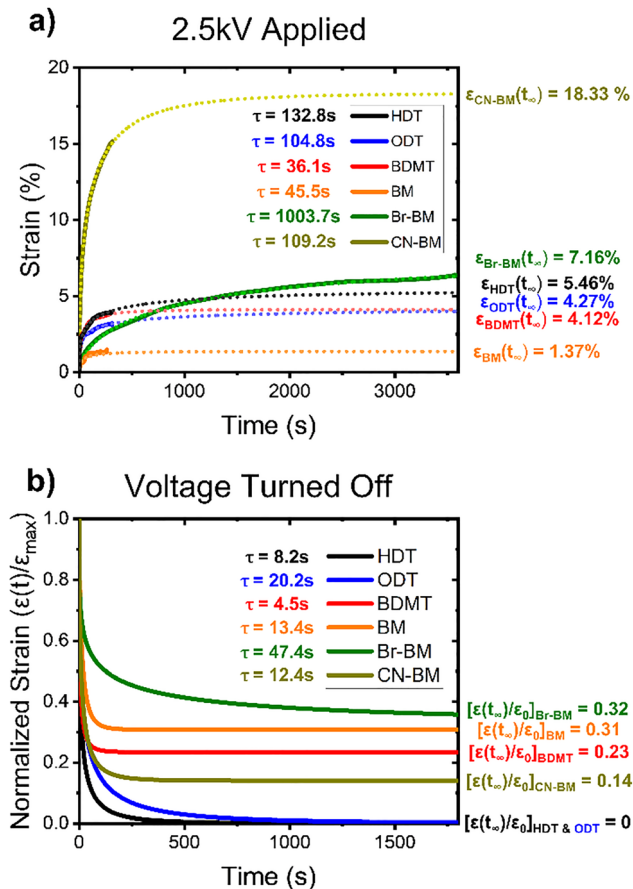 a) 2.5kV Applied
20
15
10
5
0
Strain (%)
0 1000 2000 3000
Time (s)
τ = 132.8s HDT
τ = 104.8s ODT
τ = 36.1s BDMT
τ = 45.5s BM
τ = 1003.7s Br-BM
τ = 109.2s CN-BM
εCN-BM(t∞) = 18.33 %
εBr-BM(t∞) = 7.16%
εHDT(t∞) = 5.46%
εODT(t∞) = 4.27%
εBDMT(t∞) = 4.12%
εBM(t∞) = 1.37%
b) Voltage Turned Off
1.0
0.8
0.6
0.4
0.2
0.0
Normalized Strain (ε(t)/εmax)
0 500 1000 1500
Time (s)
τ = 8.2s HDT
τ = 20.2s ODT
τ = 4.5s BDMT
τ = 13.4s BM
τ = 47.4s Br-BM
τ = 12.4s CN-BM
[ε(t∞)/ε0]Br-BM = 0.32
[ε(t∞)/ε0]BM = 0.31
[ε(t∞)/ε0]BDMT = 0.23
[ε(t∞)/ε0]CN-BM = 0.14
[ε(t∞)/ε0]HDT & ODT = 0